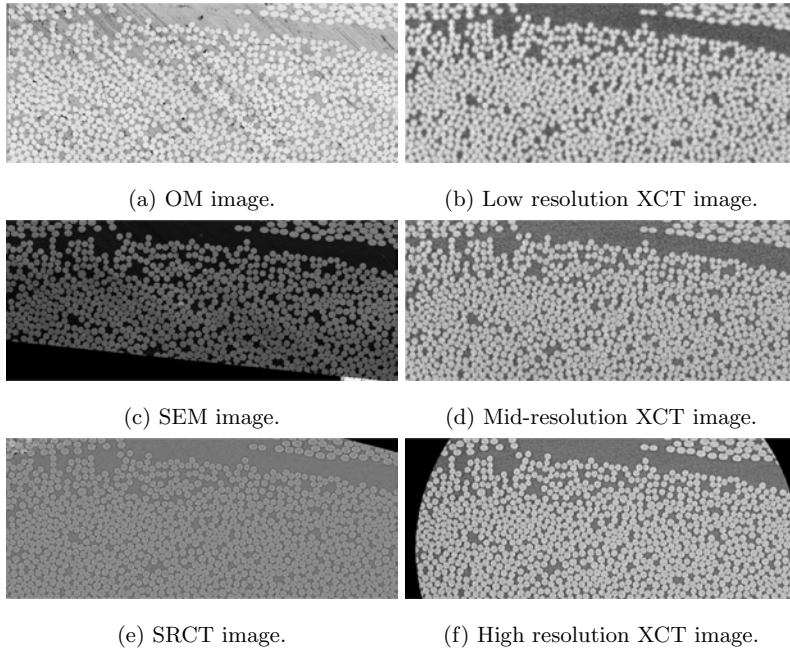 (a) OM image.
(b) Low resolution XCT image.
(c) SEM image.
(d) Mid-resolution XCT image.
(e) SRCT image.
(f) High resolution XCT image.